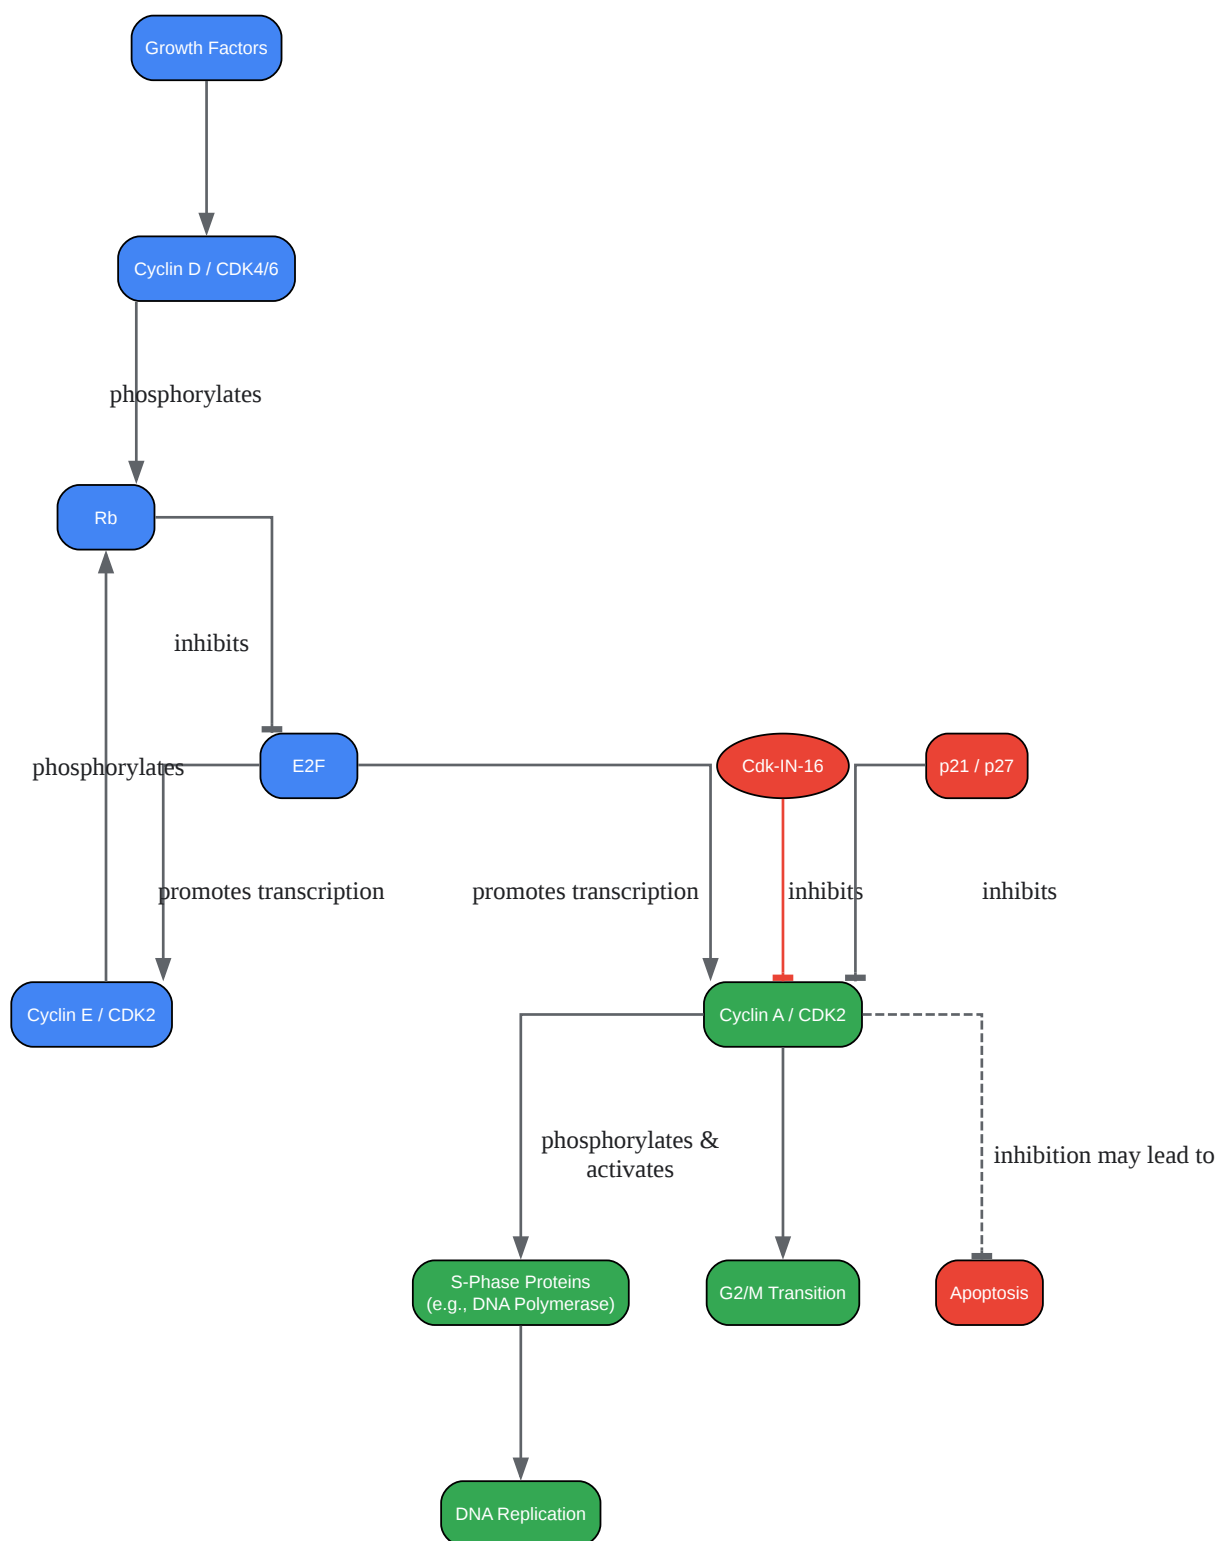 Growth Factors
Cyclin D / CDK4/6
phosphorylates
Rb
inhibits
phosphorylates
E2F
Cdk-IN-16
p21 / p27
promotes transcription
promotes transcription
inhibits
inhibits
Cyclin E / CDK2
Cyclin A / CDK2
phosphorylates &
activates
inhibition may lead to
S-Phase Proteins
(e.g., DNA Polymerase)
G2/M Transition
Apoptosis
DNA Replication